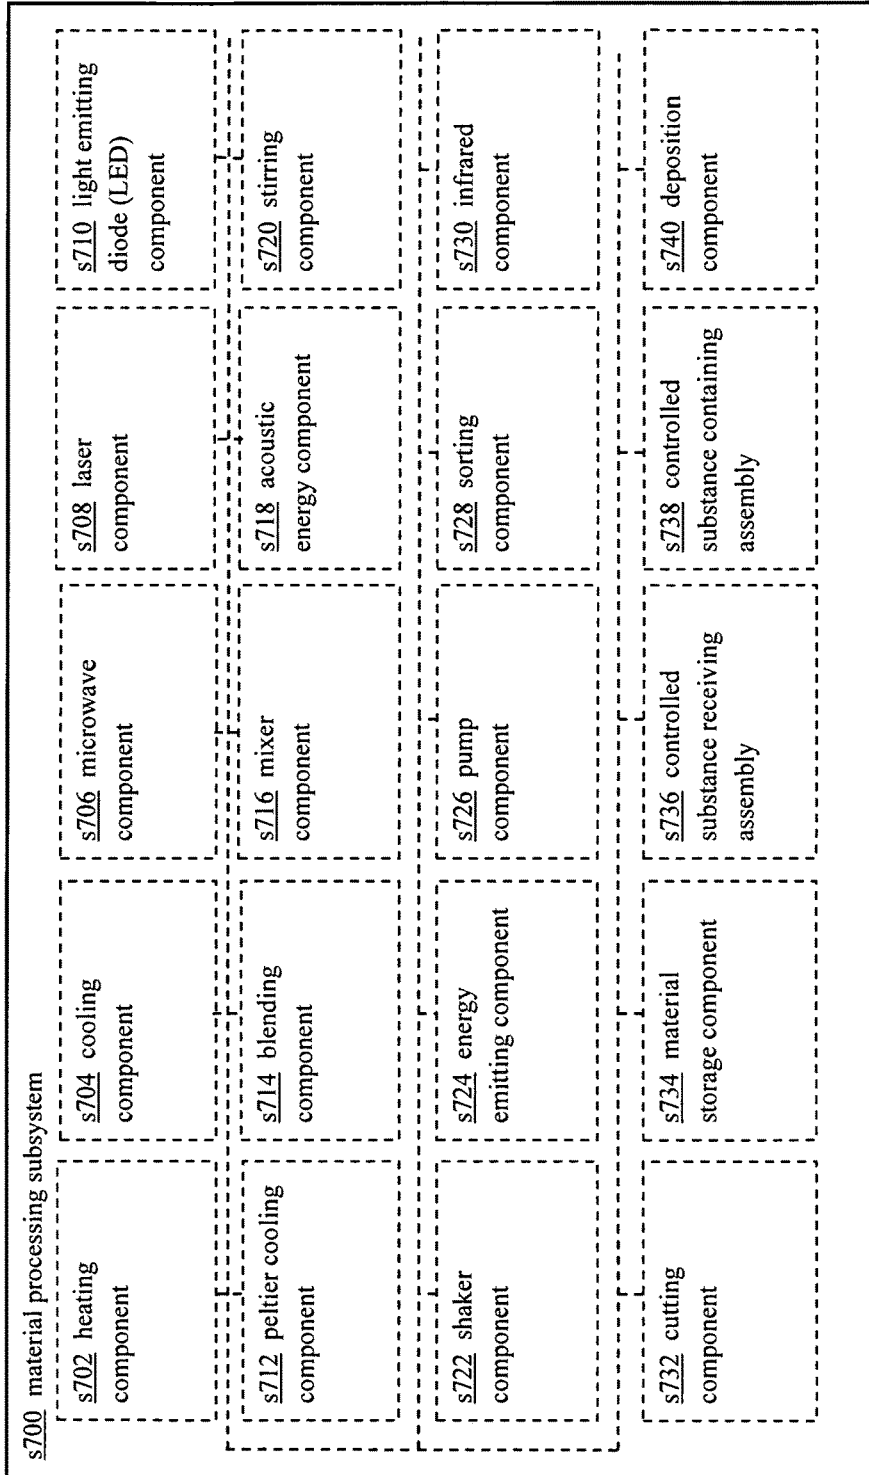 s700 material processing subsystem
s702 heating
component
s704 cooling
component
s706 microwave
component
s708 laser
component
s710 light emitting
diode (LED)
component
s712 peltier cooling
component
s714 blending
component
s716 mixer
component
s718 acoustic
energy component
s720 stirring
component
s722 shaker
component
s724 energy
emitting component
s726 pump
component
s728 sorting
component
s730 infrared
component
s732 cutting
component
s734 material
storage component
s736 controlled
substance receiving
assembly
s738 controlled
substance containing
assembly
s740 deposition
component